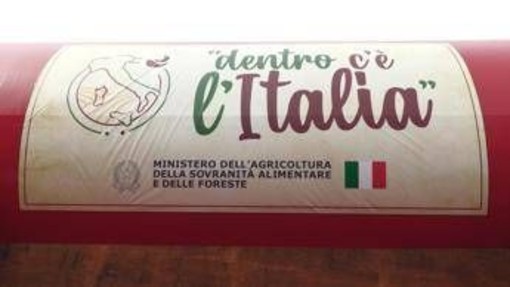 "dentro c'è
l'Italia"
MINISTERO DELL'AGRICOLTURA
DELLA SOVRANITÀ ALIMENTARE
E DELLE FORESTE